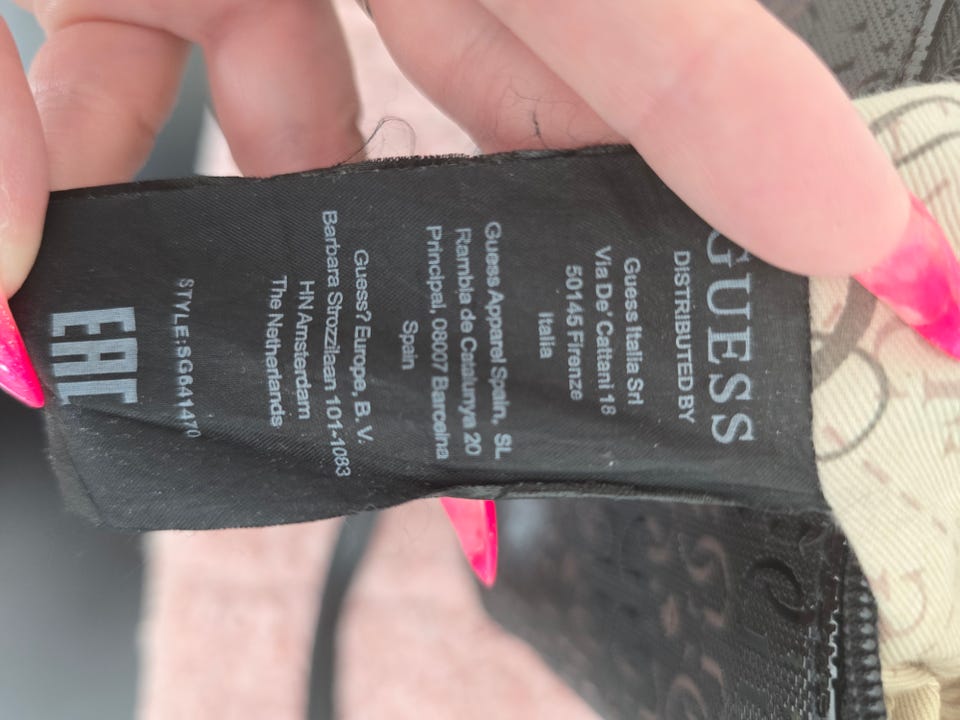 GUESS
DISTRIBUTED BY
Guess Italia Srl
Via De' Cattani 18
50145 Firenze
Italia
Guess Apparel Spain, SL
Rambla de Catalunya 20
Principal, 08007 Barcelna
Spain
Guess? Europe, B.V.
Barbara Strozzilaan 101-1083
HN Amsterdam
The Netherlands
STYLE:SG641470
EAC